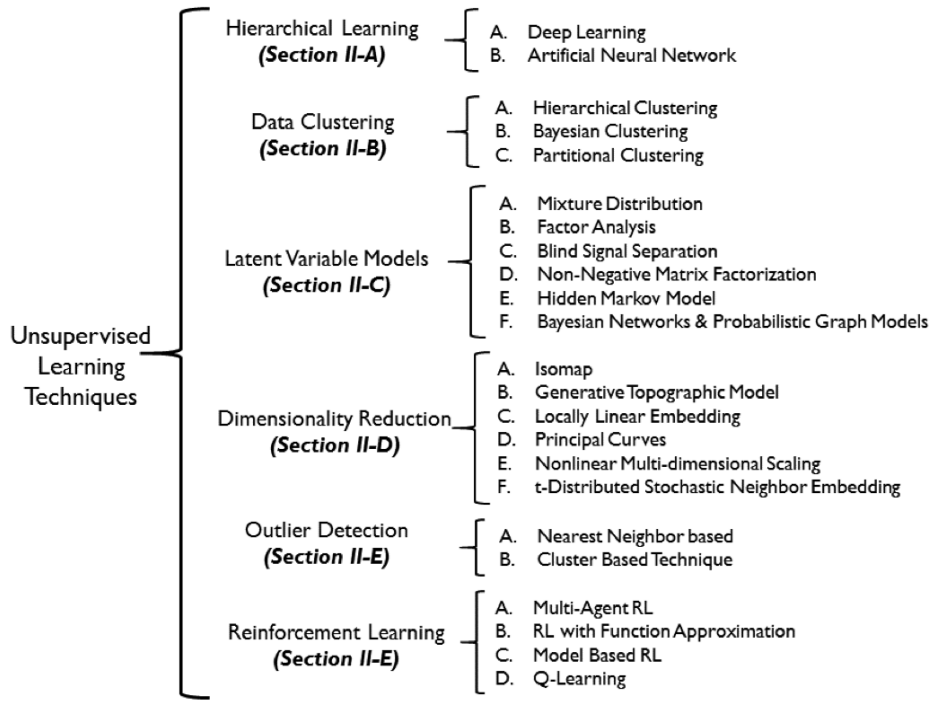 Unsupervised
Learning
Techniques
Hierarchical Learning
(Section II-A)
A. Deep Learning
B. Artificial Neural Network
Data Clustering
(Section II-B)
A. Hierarchical Clustering
B. Bayesian Clustering
C. Partitional Clustering
Latent Variable Models
(Section II-C)
A. Mixture Distribution
B. Factor Analysis
C. Blind Signal Separation
D. Non-Negative Matrix Factorization
E. Hidden Markov Model
F. Bayesian Networks & Probabilistic Graph Models
Dimensionality Reduction
(Section II-D)
A. Isomap
B. Generative Topographic Model
C. Locally Linear Embedding
D. Principal Curves
E. Nonlinear Multi-dimensional Scaling
F. t-Distributed Stochastic Neighbor Embedding
Outlier Detection
(Section II-E)
A. Nearest Neighbor based
B. Cluster Based Technique
Reinforcement Learning
(Section II-E)
A. Multi-Agent RL
B. RL with Function Approximation
C. Model Based RL
D. Q-Learning